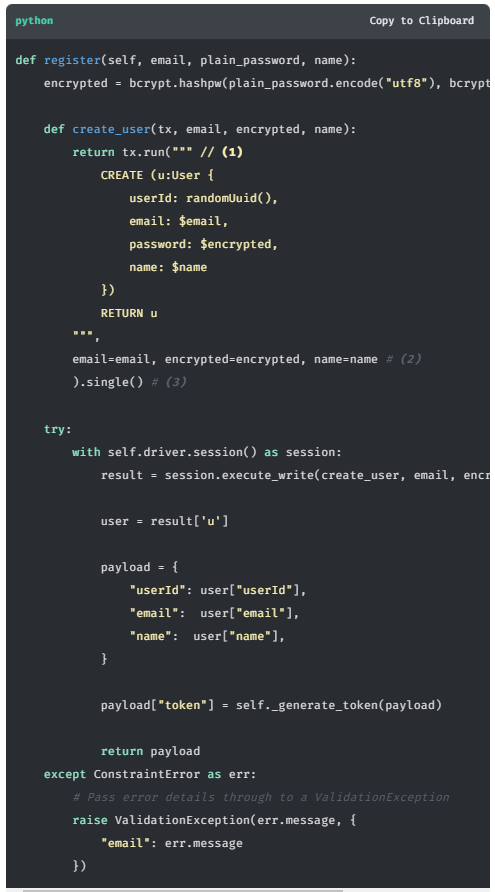 python
Copy to Clipboard
def register(self, email, plain_password, name):
    encrypted = bcrypt.hashpw(plain_password.encode("utf8"), bcrypt
    def create_user(tx, email, encrypted, name):
        return tx.run(""" // (1)
            CREATE (u:User {
                userId: randomUuid(),
                email: $email,
                password: $encrypted,
                name: $name
            })
            RETURN u
        """,
        email=email, encrypted=encrypted, name=name # (2)
        ).single() # (3)
    try:
        with self.driver.session() as session:
            result = session.execute_write(create_user, email, encr
            user = result['u']
            payload = {
                "userId": user["userId"],
                "email":  user["email"],
                "name":  user["name"],
            }
            payload["token"] = self._generate_token(payload)
            return payload
    except ConstraintError as err:
        # Pass error details through to a ValidationException
        raise ValidationException(err.message, {
            "email": err.message
        })